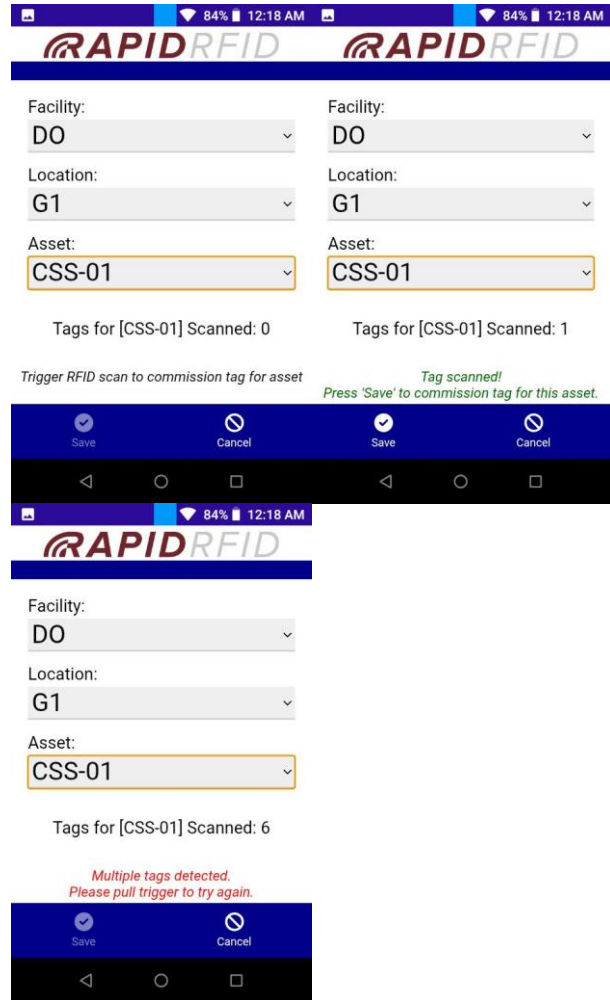 84% 12:18 AM
RAPIDRFID
Facility:
DO
Location:
G1
Asset:
CSS-01
Tags for [CSS-01] Scanned: 0
Trigger RFID scan to commission tag for asset
Save
Cancel
84% 12:18 AM
RAPIDRFID
Facility:
DO
Location:
G1
Asset:
CSS-01
Tags for [CSS-01] Scanned: 1
Tag scanned!
Press 'Save' to commission tag for this asset.
Save
Cancel
84% 12:18 AM
RAPIDRFID
Facility:
DO
Location:
G1
Asset:
CSS-01
Tags for [CSS-01] Scanned: 6
Multiple tags detected.
Please pull trigger to try again.
Save
Cancel